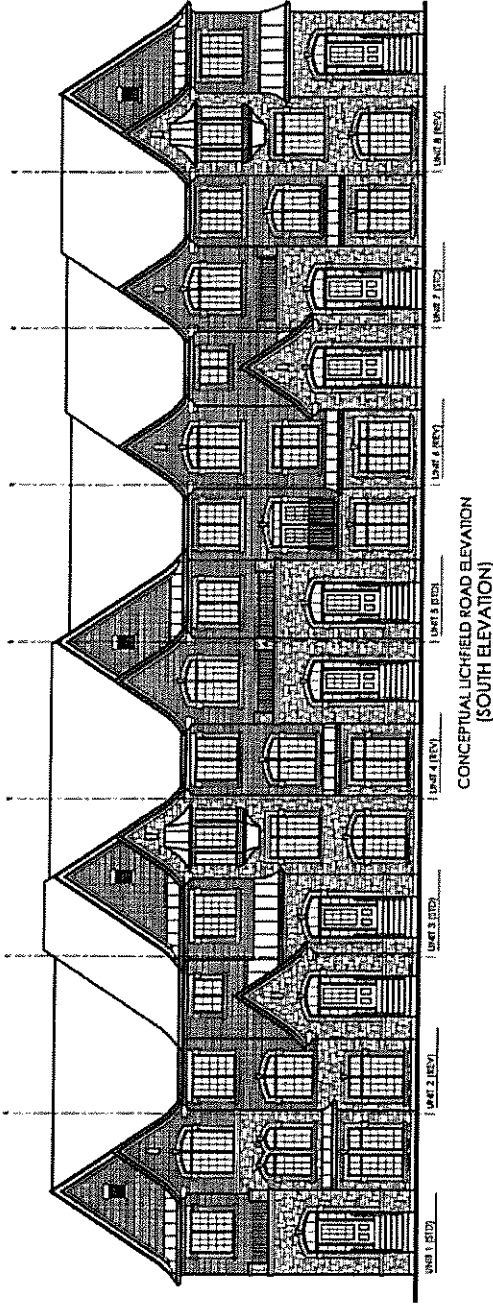 UNIT 1 (STD)
UNIT 2 (REV)
UNIT 3 (STD)
UNIT 4 (REV)
UNIT 5 (STD)
UNIT 6 (REV)
UNIT 7 (STD)
UNIT 8 (REV)
CONCEPTUAL LICHFIELD ROAD ELEVATION
(SOUTH ELEVATION)